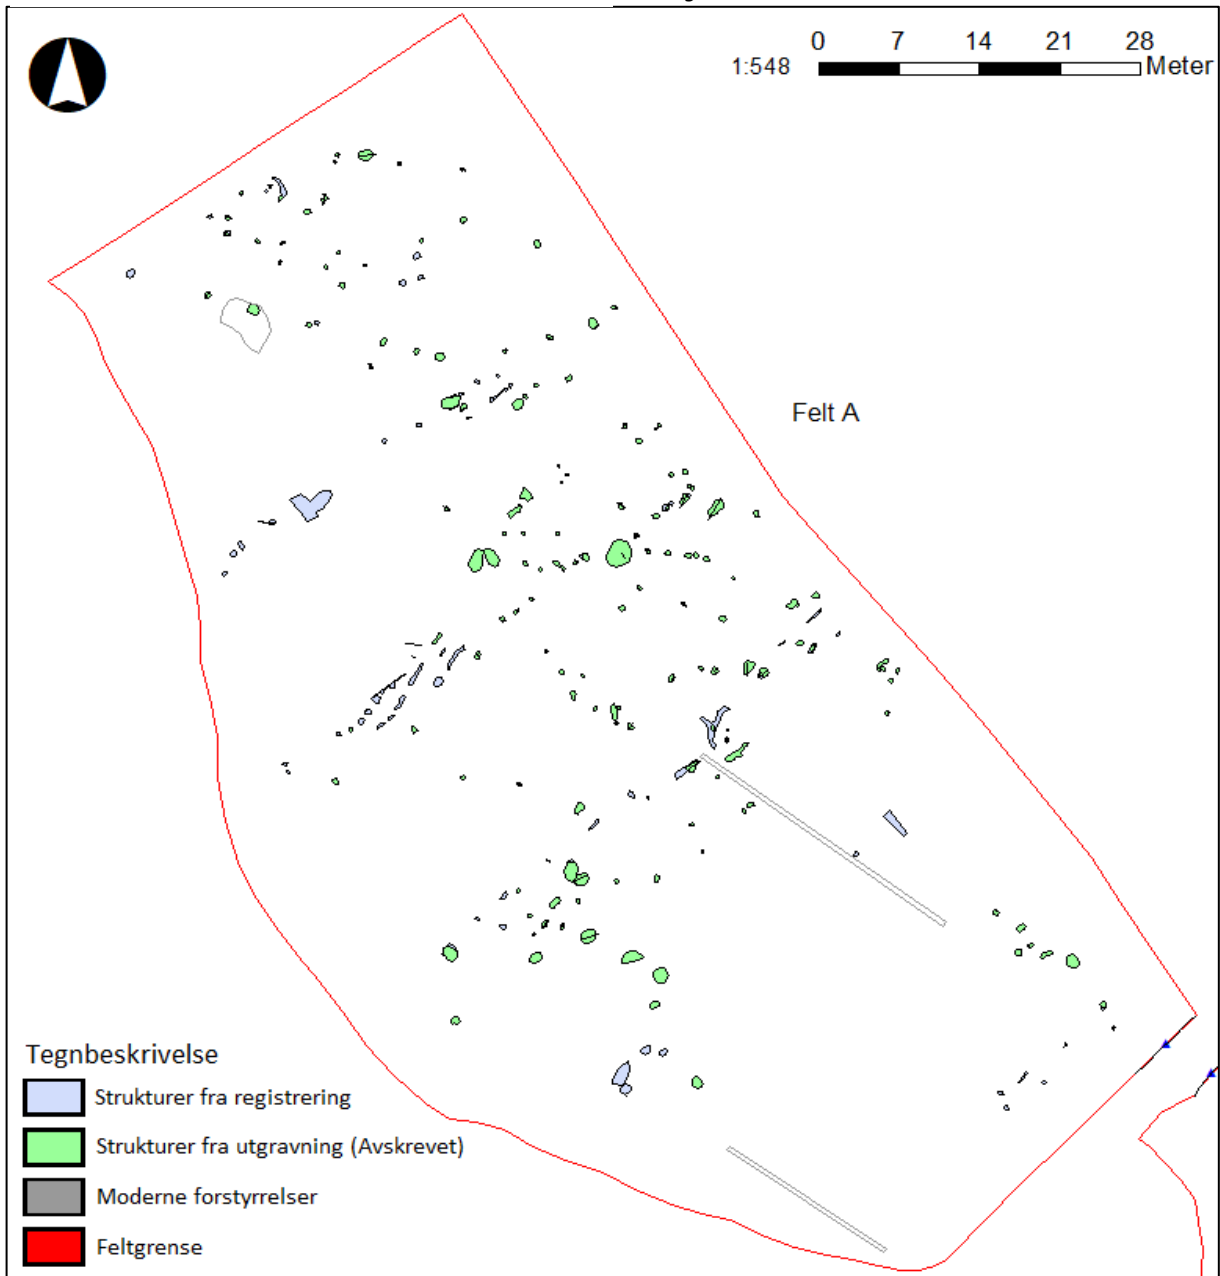 0 7 14 21 28
1:548 Meter
Felt A
Tegnbeskrivelse
Strukturer fra registrering
Strukturer fra utgravning (Avskrevet)
Moderne forstyrrelser
Feltgrense